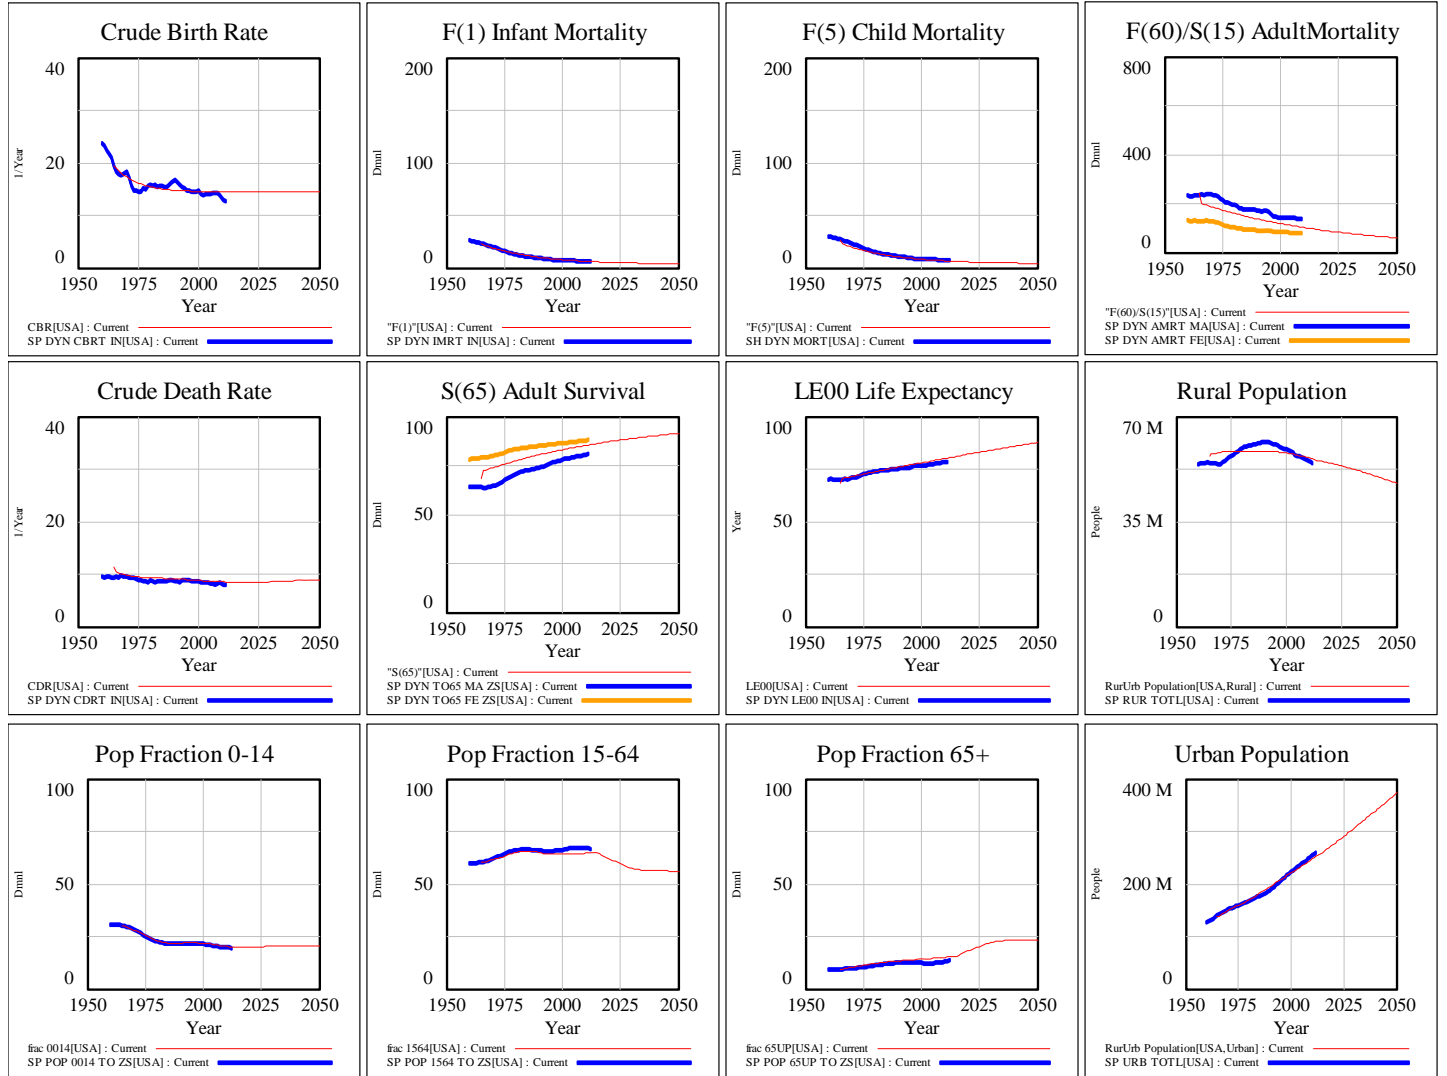 Crude Birth Rate
40
20
0
1/Year
1950 1975 2000 2025 2050
Year
CBR[USA] : Current
SP DYN CBRT IN[USA] : Current
F(1) Infant Mortality
200
100
0
Dmnl
1950 1975 2000 2025 2050
Year
"F(1)"[USA] : Current
SP DYN IMRT IN[USA] : Current
F(5) Child Mortality
200
100
0
Dmnl
1950 1975 2000 2025 2050
Year
"F(5)"[USA] : Current
SH DYN MORT[USA] : Current
F(60)/S(15) AdultMortality
800
400
0
Dmnl
1950 1975 2000 2025 2050
Year
"F(60)/S(15)"[USA] : Current
SP DYN AMRT MA[USA] : Current
SP DYN AMRT FE[USA] : Current
Crude Death Rate
40
20
0
1/Year
1950 1975 2000 2025 2050
Year
CDR[USA] : Current
SP DYN CDRT IN[USA] : Current
S(65) Adult Survival
100
50
0
Dmnl
1950 1975 2000 2025 2050
Year
"S(65)"[USA] : Current
SP DYN TO65 MA ZS[USA] : Current
SP DYN TO65 FE ZS[USA] : Current
LE00 Life Expectancy
100
50
0
Year
1950 1975 2000 2025 2050
Year
LE00[USA] : Current
SP DYN LE00 IN[USA] : Current
Rural Population
70 M
35 M
0
People
1950 1975 2000 2025 2050
Year
RurUrb Population[USA,Rural] : Current
SP RUR TOTL[USA] : Current
Pop Fraction 0-14
100
50
0
Dmnl
1950 1975 2000 2025 2050
Year
frac 0014[USA] : Current
SP POP 0014 TO ZS[USA] : Current
Pop Fraction 15-64
100
50
0
Dmnl
1950 1975 2000 2025 2050
Year
frac 1564[USA] : Current
SP POP 1564 TO ZS[USA] : Current
Pop Fraction 65+
100
50
0
Dmnl
1950 1975 2000 2025 2050
Year
frac 65UP[USA] : Current
SP POP 65UP TO ZS[USA] : Current
Urban Population
400 M
200 M
0
People
1950 1975 2000 2025 2050
Year
RurUrb Population[USA,Urban] : Current
SP URB TOTL[USA] : Current